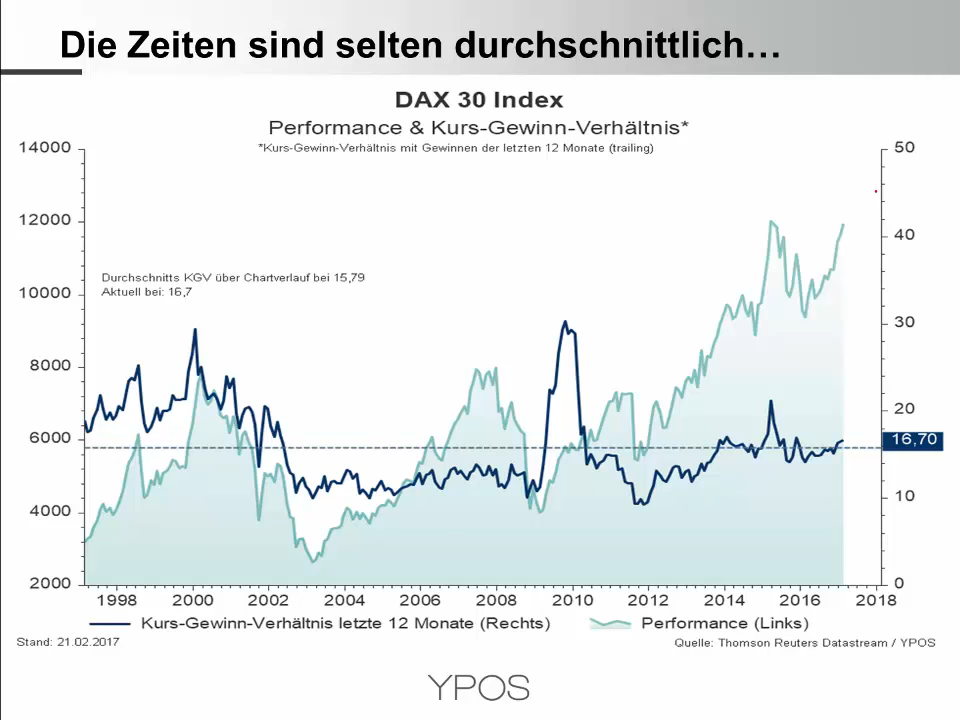 Die Zeiten sind selten durchschnittlich…
DAX 30 Index
Performance & Kurs-Gewinn-Verhältnis*
*Kurs-Gewinn-Verhältnis mit Gewinnen der letzten 12 Monate (trailing)
14000
12000
10000
8000
6000
4000
2000
Durchschnitts KGV über Chartverlauf bei 15,79
Aktuell bei: 16,7
50
40
30
20
16,70
10
0
1998 2000 2002 2004 2006 2008 2010 2012 2014 2016 2018
Kurs-Gewinn-Verhältnis letzte 12 Monate (Rechts) Performance (Links)
Stand: 21.02.2017 Quelle: Thomson Reuters Datastream / YPOS
YPOS